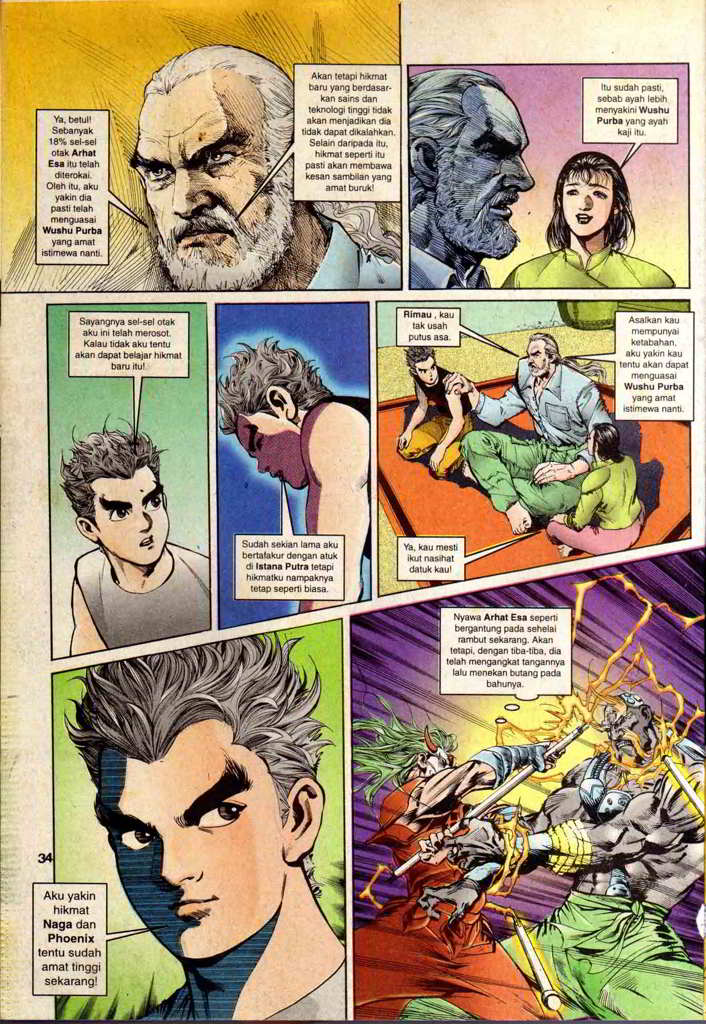 Ya, betul!
Sebanyak
18% sel-sel
otak Arhat
Esa itu telah
diterokai.
Oleh itu, aku
yakin dia
pasti telah
menguasai
Wushu Purba
yang amat
istimewa nanti.
Akan tetapi hikmat
baru yang berdasar-
kan sains dan
teknologi tinggi tidak
akan menjadikan dia
tidak dapat dikalahkan.
Selain daripada itu,
hikmat seperti itu
pasti akan membawa
kesan sambilan yang
amat buruk!
Itu sudah pasti,
sebab ayah lebih
menyakini Wushu
Purba yang ayah
kaji itu.
Sayangnya sel-sel otak
aku ini telah merosot.
Kalau tidak aku tentu
akan dapat belajar hikmat
baru itu!
Sudah sekian lama aku
bertafakur dengan atuk
di Istana Putra tetapi
hikmatku nampaknya
tetap seperti biasa.
Rimau , kau
tak usah
putus asa.
Asalkan kau
mempunyai
ketabahan,
aku yakin kau
tentu akan dapat
menguasai
Wushu Purba
yang amat
istimewa nanti.
Ya, kau mesti
ikut nasihat
datuk kau!
Aku yakin
hikmat
Naga dan
Phoenix
tentu sudah
amat tinggi
sekarang!
Nyawa Arhat Esa seperti
bergantung pada sehelai
rambut sekarang. Akan
tetapi, dengan tiba-tiba, dia
telah mengangkat tangannya
lalu menekan butang pada
bahunya.
34